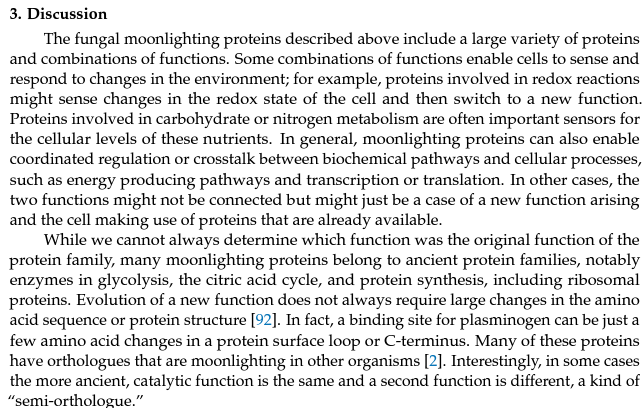 3. Discussion
The fungal moonlighting proteins described above include a large variety of proteins
and combinations of functions. Some combinations of functions enable cells to sense and
respond to changes in the environment; for example, proteins involved in redox reactions
might sense changes in the redox state of the cell and then switch to a new function.
Proteins involved in carbohydrate or nitrogen metabolism are often important sensors for
the cellular levels of these nutrients. In general, moonlighting proteins can also enable
coordinated regulation or crosstalk between biochemical pathways and cellular processes,
such as energy producing pathways and transcription or translation. In other cases, the
two functions might not be connected but might just be a case of a new function arising
and the cell making use of proteins that are already available.
While we cannot always determine which function was the original function of the
protein family, many moonlighting proteins belong to ancient protein families, notably
enzymes in glycolysis, the citric acid cycle, and protein synthesis, including ribosomal
proteins. Evolution of a new function does not always require large changes in the amino
acid sequence or protein structure [92]. In fact, a binding site for plasminogen can be just a
few amino acid changes in a protein surface loop or C-terminus. Many of these proteins
have orthologues that are moonlighting in other organisms [2]. Interestingly, in some cases
the more ancient, catalytic function is the same and a second function is different, a kind of
“semi-orthologue.”